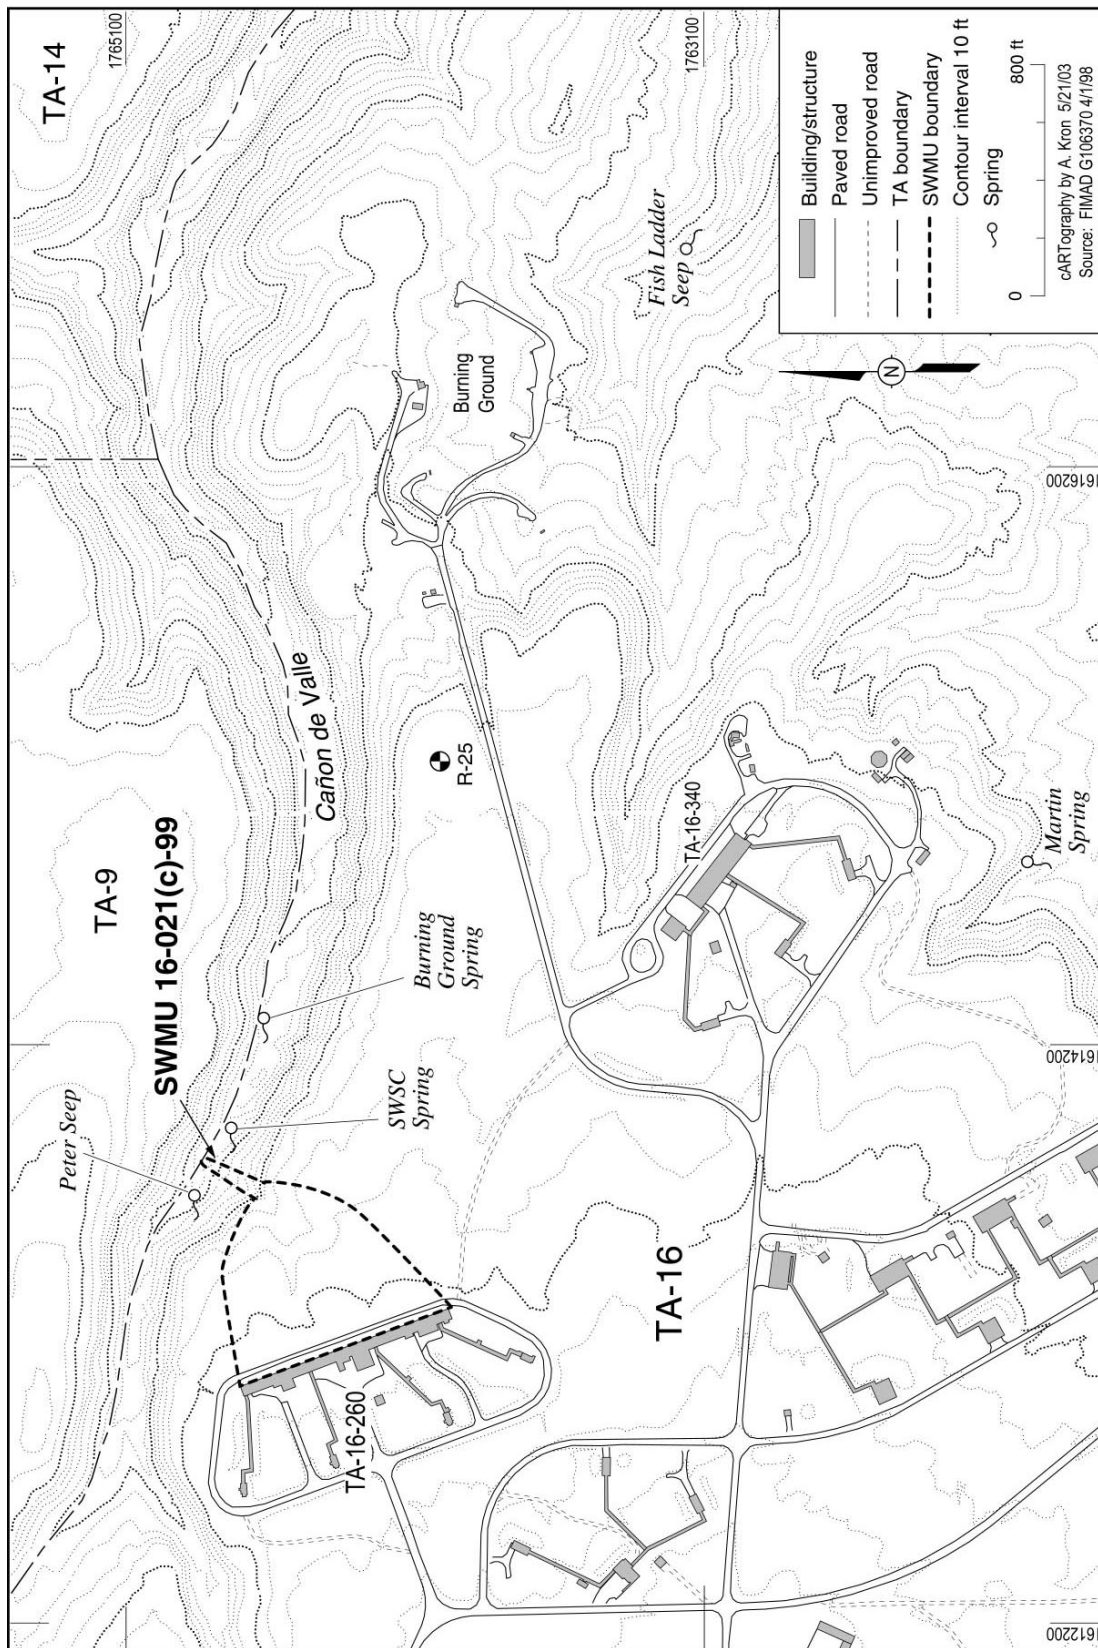 TA-14
1765100
1763100
TA-9
SWMU 16-021(c)-99
Peter Seep
SWSC
Spring
Burning
Ground
Spring
Cañon de Valle
R-25
Burning
Ground
Fish Ladder
Seep
TA-16-340
Martin
Spring
TA-16-260
TA-16
1616200
1614200
1612200
Building/structure
Paved road
Unimproved road
TA boundary
SWMU boundary
Contour interval 10 ft
Spring
0
800 ft
N
cARTography by A. Kron 5/21/03
Source: FIMAD G106370 4/1/98